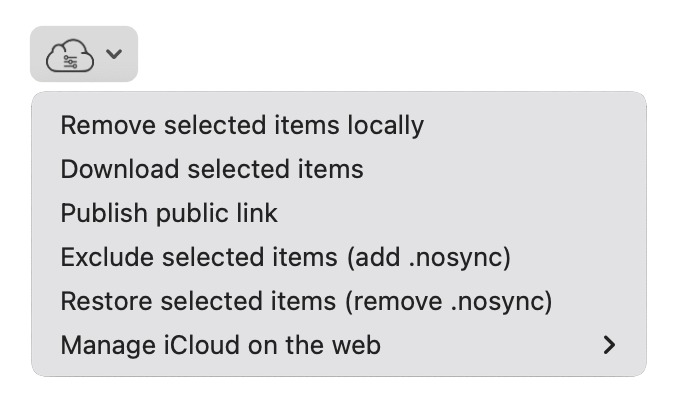 Remove selected items locally
Download selected items
Publish public link
Exclude selected items (add .nosync)
Restore selected items (remove .nosync)
Manage iCloud on the web